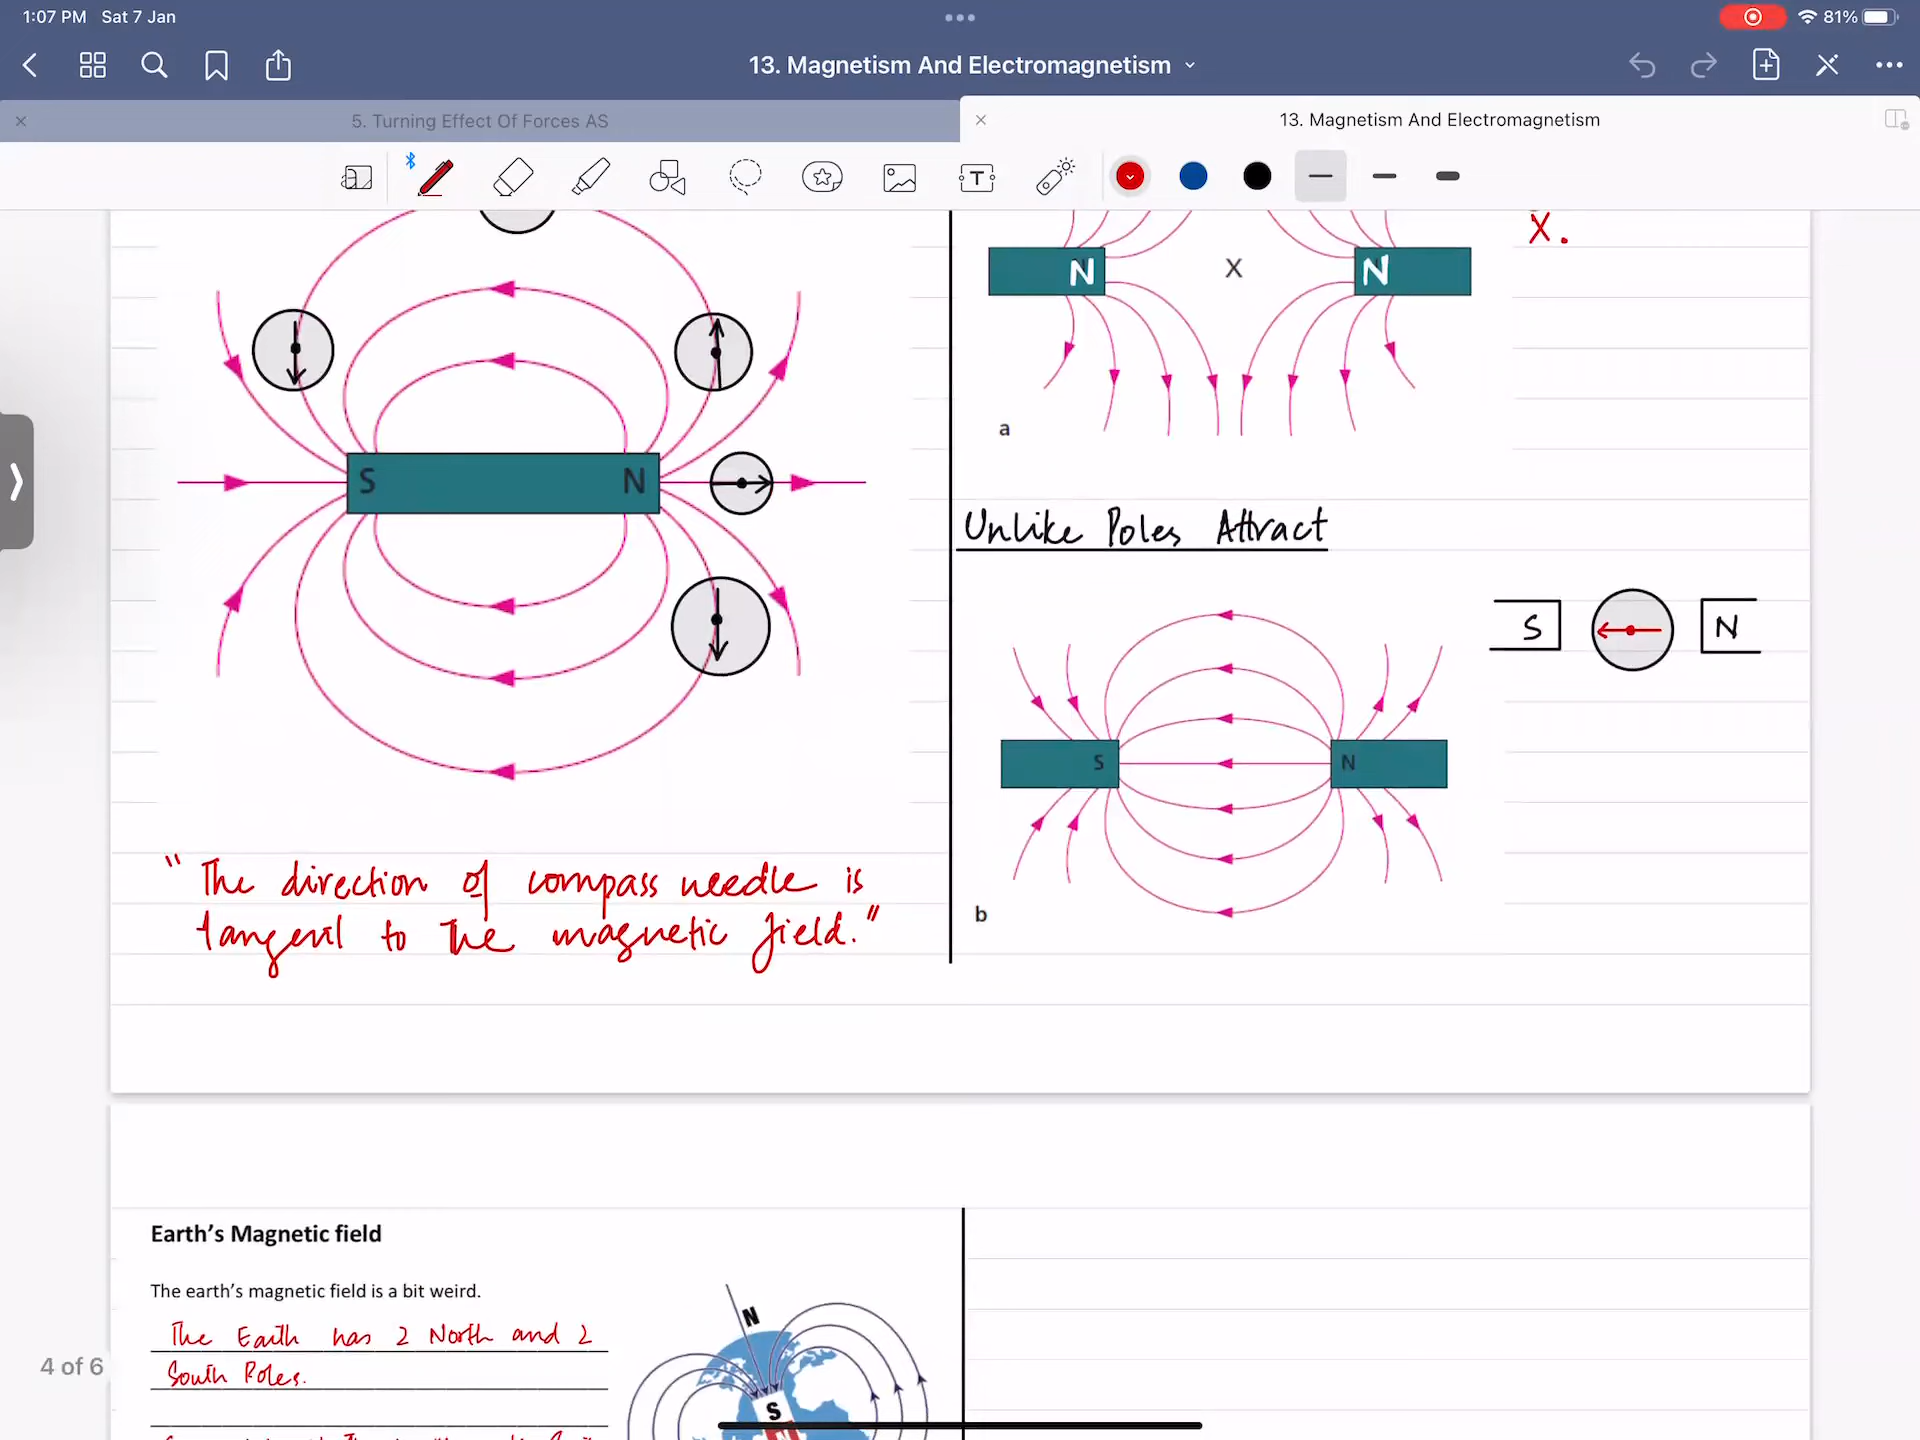 1:07 PM Sat 7 Jan
81%
13. Magnetism And Electromagnetism
5. Turning Effect Of Forces AS
13. Magnetism And Electromagnetism
T
S N
"The direction of compass needle is
tangent to the magnetic field."
X.
N X N
a
Unlike Poles Attract
S N
S N
b
Earth's Magnetic field
The earth's magnetic field is a bit weird.
The Earth has 2 North and 2
South Poles.
N
S
4 of 6